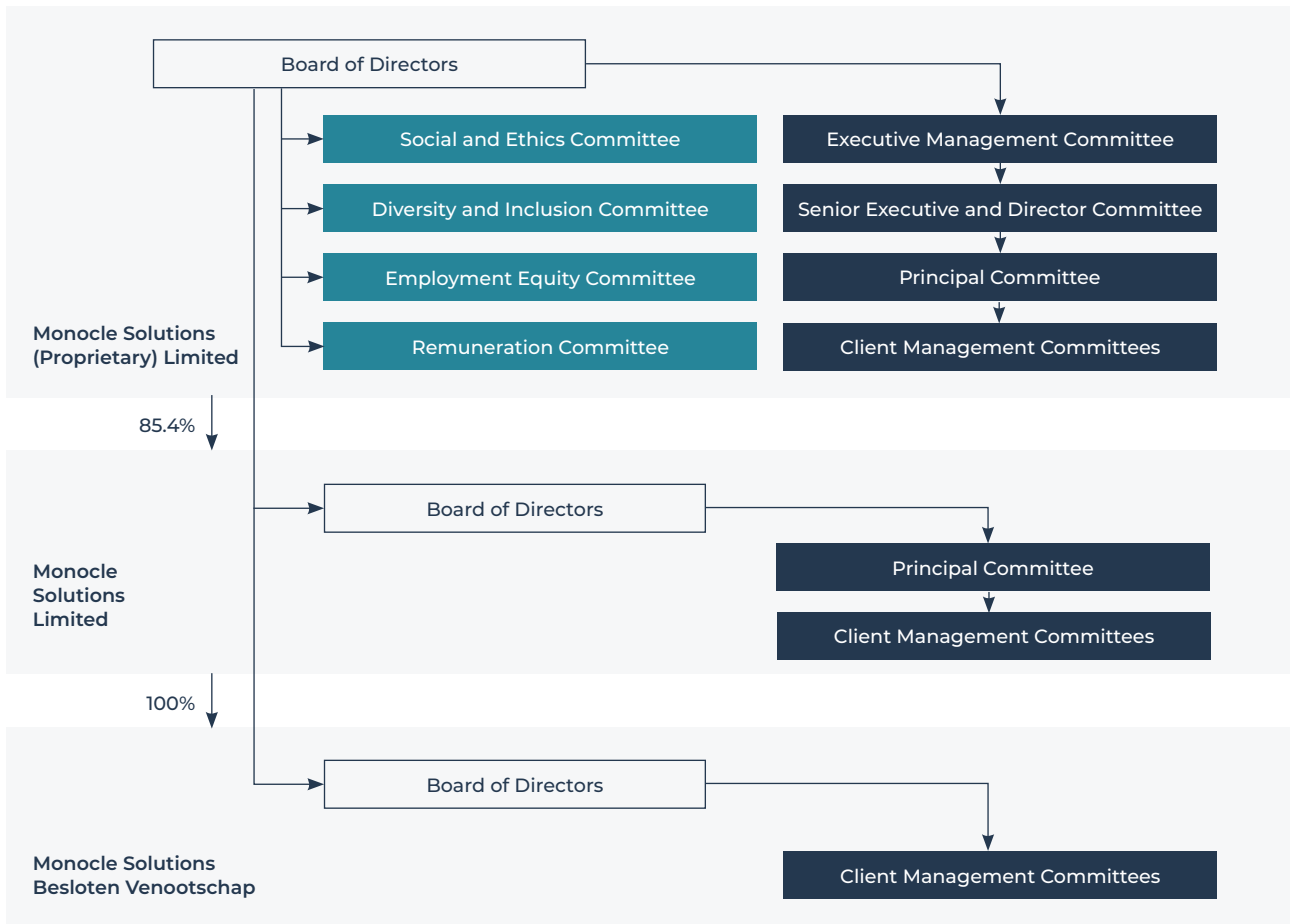 Board of Directors
Social and Ethics Committee
Executive Management Committee
Diversity and Inclusion Committee
Senior Executive and Director Committee
Employment Equity Committee
Principal Committee
Monocle Solutions
(Proprietary) Limited
Remuneration Committee
Client Management Committees
85.4%
Board of Directors
Monocle
Solutions
Limited
Principal Committee
Client Management Committees
100%
Board of Directors
Monocle Solutions
Besloten Venootschap
Client Management Committees